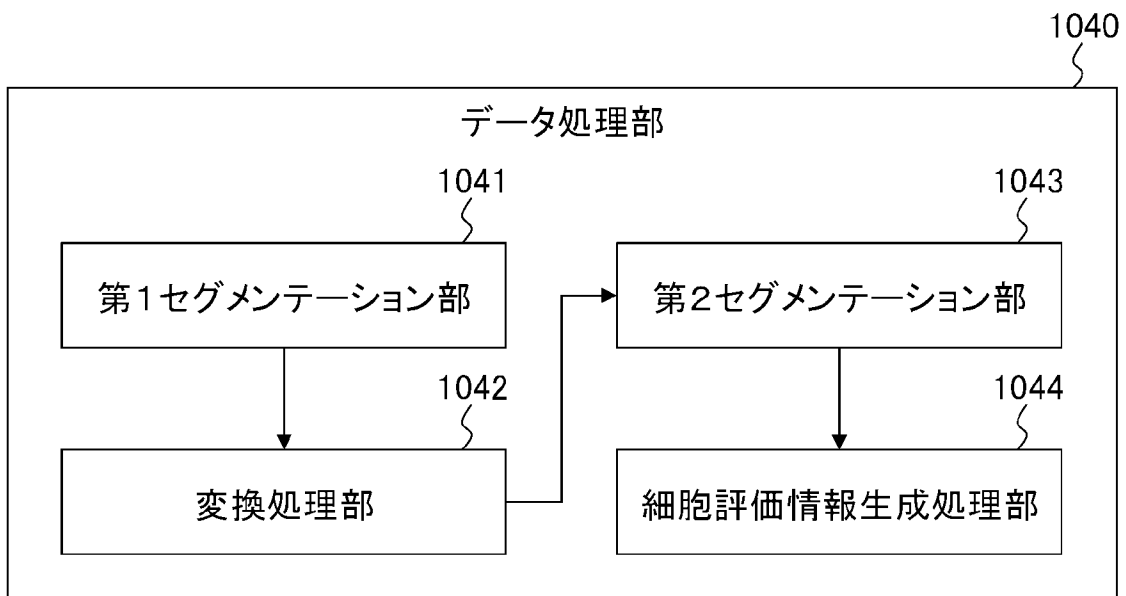 1040
データ処理部
1041
第１セグメンテーション部
1043
第２セグメンテーション部
1042
変換処理部
1044
細胞評価情報生成処理部